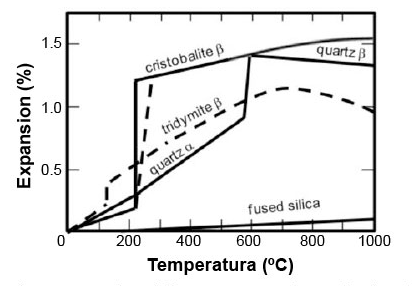 Expansion (%)
1.5
1.0
0.5
cristobalite β
quartz β
tridymite β
quartz α
fused silica
0 200 400 600 800 1000
Temperatura (ºC)